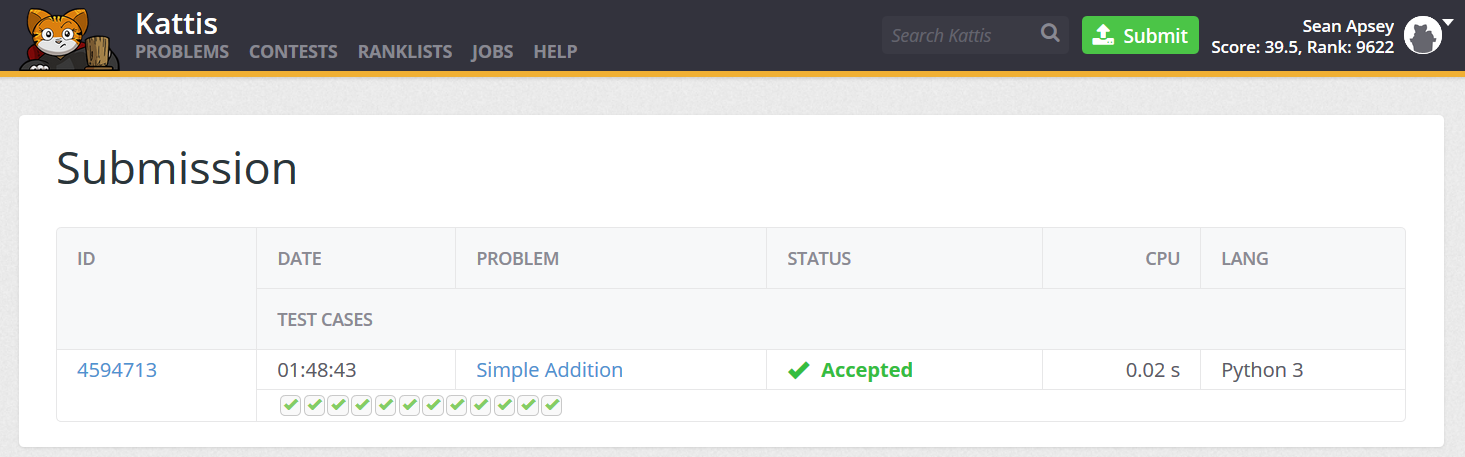 Kattis
PROBLEMS CONTESTS RANKLISTS JOBS HELP
Search Kattis
Submit
Sean Apsey
Score: 39.5, Rank: 9622
Submission
ID DATE PROBLEM STATUS CPU LANG
TEST CASES
4594713 01:48:43 Simple Addition Accepted 0.02 s Python 3